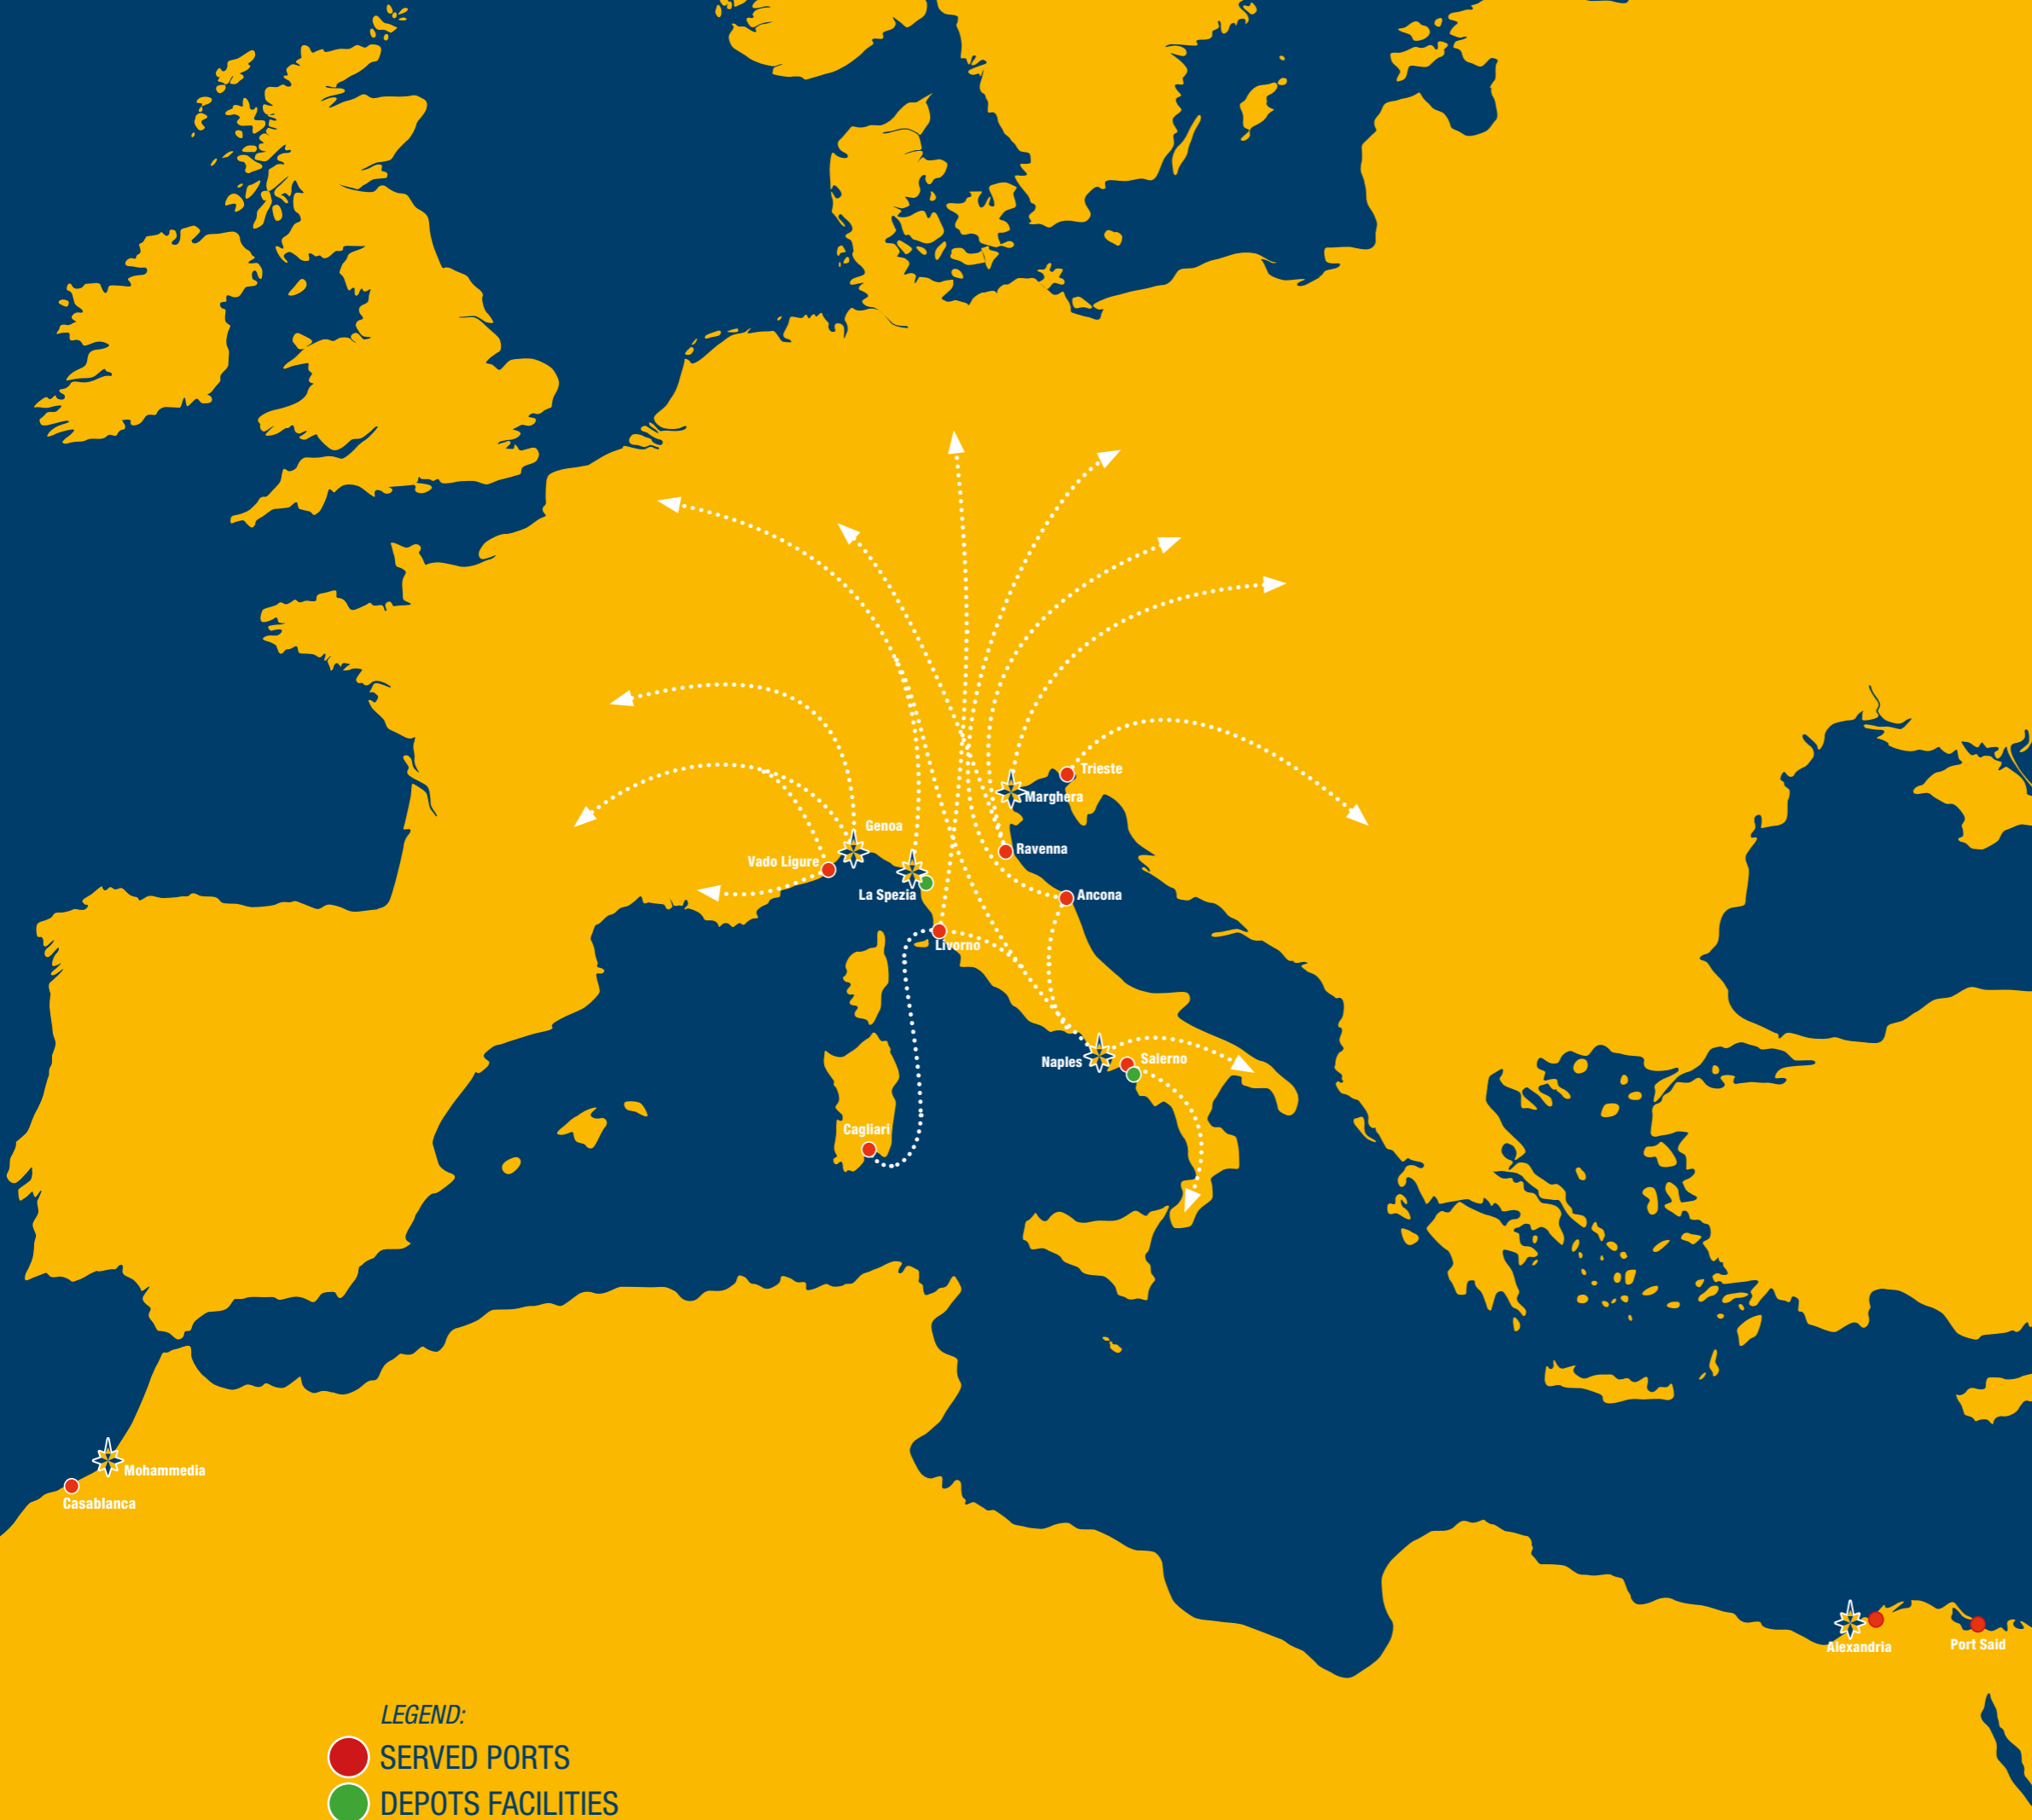 Trieste
Marghera
Genoa
Ravenna
Vado Ligure
La Spezia
Ancona
Livorno
Naples
Salerno
Cagliari
Mohammedia
Casablanca
Alexandria
Port Said
LEGEND:
SERVED PORTS
DEPOTS FACILITIES